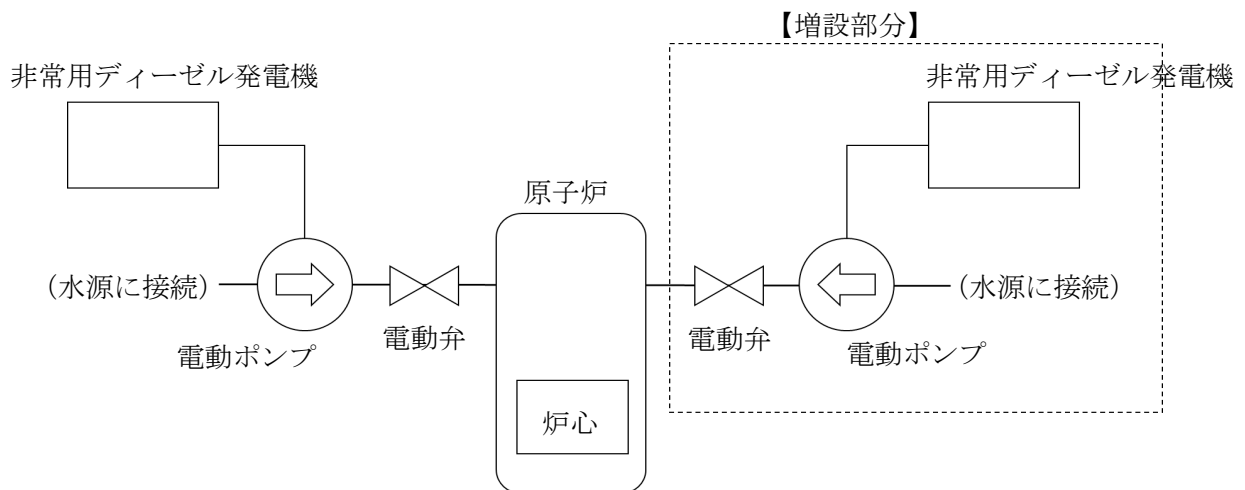 【増設部分】
非常用ディーゼル発電機
非常用ディーゼル発電機
原子炉
(水源に接続)
(水源に接続)
電動弁
電動弁
電動ポンプ
電動ポンプ
炉心